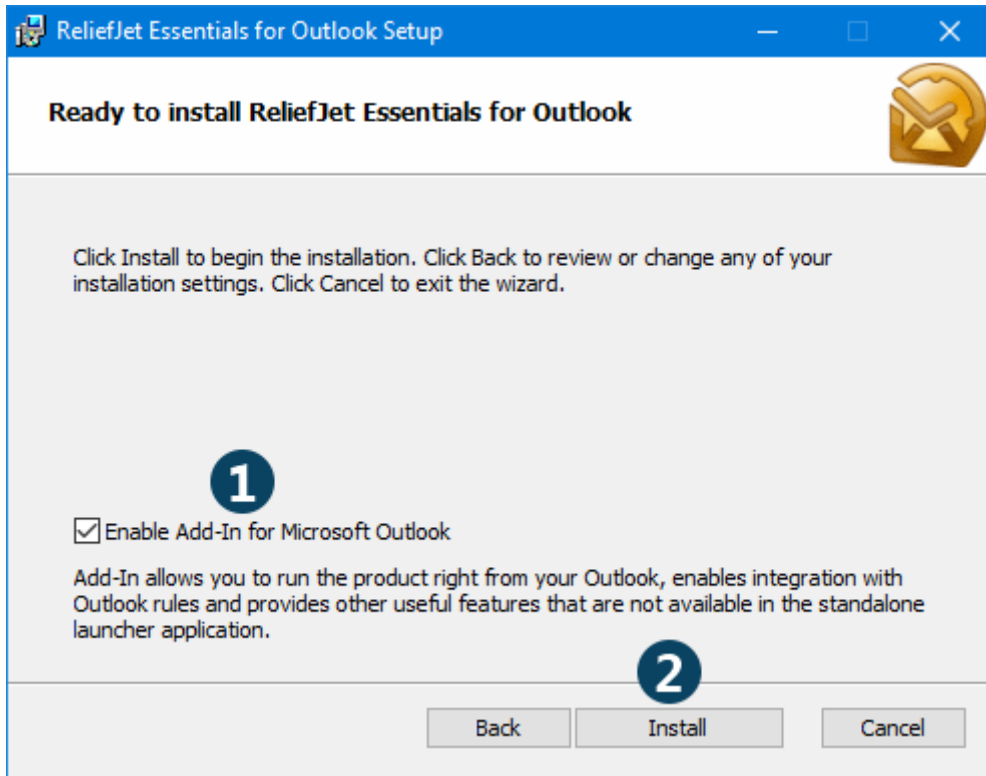 ReliefJet Essentials for Outlook Setup
Ready to install ReliefJet Essentials for Outlook
Click Install to begin the installation. Click Back to review or change any of your
installation settings. Click Cancel to exit the wizard.
1
Enable Add-In for Microsoft Outlook
Add-In allows you to run the product right from your Outlook, enables integration with
Outlook rules and provides other useful features that are not available in the standalone
launcher application.
2
Back Install Cancel